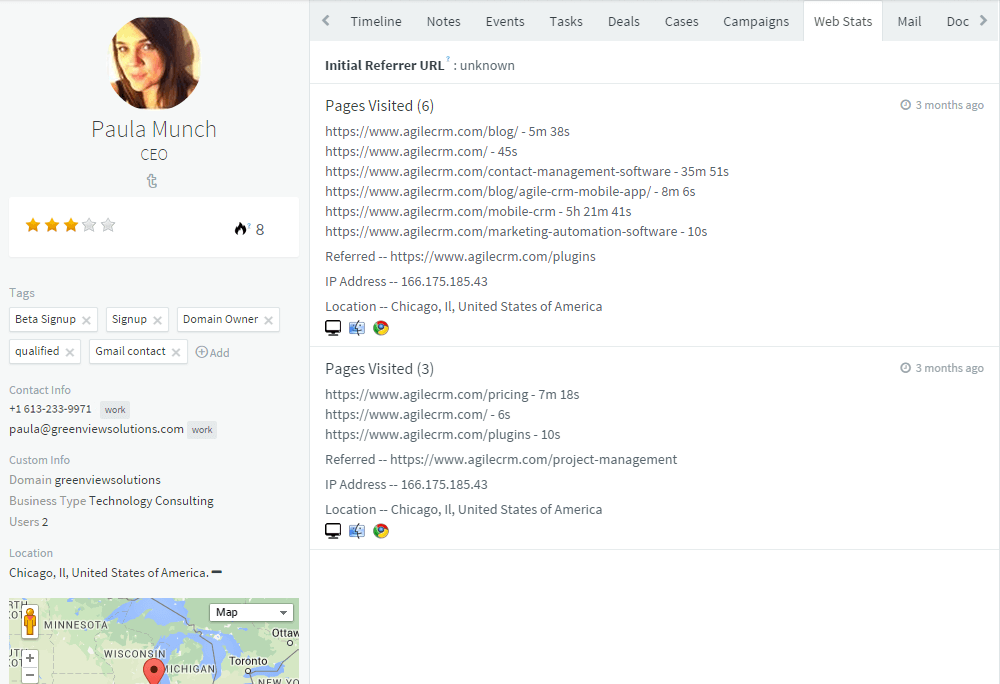 Paula Munch
CEO
8
Tags
Beta Signup
Signup
Domain Owner
qualified
Gmail contact
Add
Contact Info
+1 613-233-9971 work
paula@greenviewsolutions.com work
Custom Info
Domain greenviewsolutions
Business Type Technology Consulting
Users 2
Location
Chicago, Il, United States of America.
Map
MINNESOTA
WISCONSIN
MICHIGAN
Ottaw
Toronto
NEW YO
Timeline Notes Events Tasks Deals Cases Campaigns Web Stats Mail Doc
Initial Referrer URL ? : unknown
Pages Visited (6) 3 months ago
https://www.agilecrm.com/blog/ - 5m 38s
https://www.agilecrm.com/ - 45s
https://www.agilecrm.com/contact-management-software - 35m 51s
https://www.agilecrm.com/blog/agile-crm-mobile-app/ - 8m 6s
https://www.agilecrm.com/mobile-crm - 5h 21m 41s
https://www.agilecrm.com/marketing-automation-software - 10s
Referred -- https://www.agilecrm.com/plugins
IP Address -- 166.175.185.43
Location -- Chicago, Il, United States of America
Pages Visited (3) 3 months ago
https://www.agilecrm.com/pricing - 7m 18s
https://www.agilecrm.com/ - 6s
https://www.agilecrm.com/plugins - 10s
Referred -- https://www.agilecrm.com/project-management
IP Address -- 166.175.185.43
Location -- Chicago, Il, United States of America